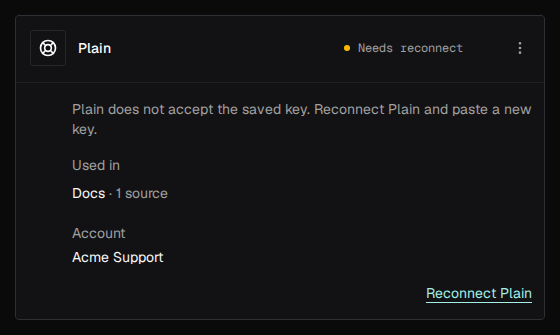 Plain
Needs reconnect
Plain does not accept the saved key. Reconnect Plain and paste a new
key.
Used in
Docs · 1 source
Account
Acme Support
Reconnect Plain